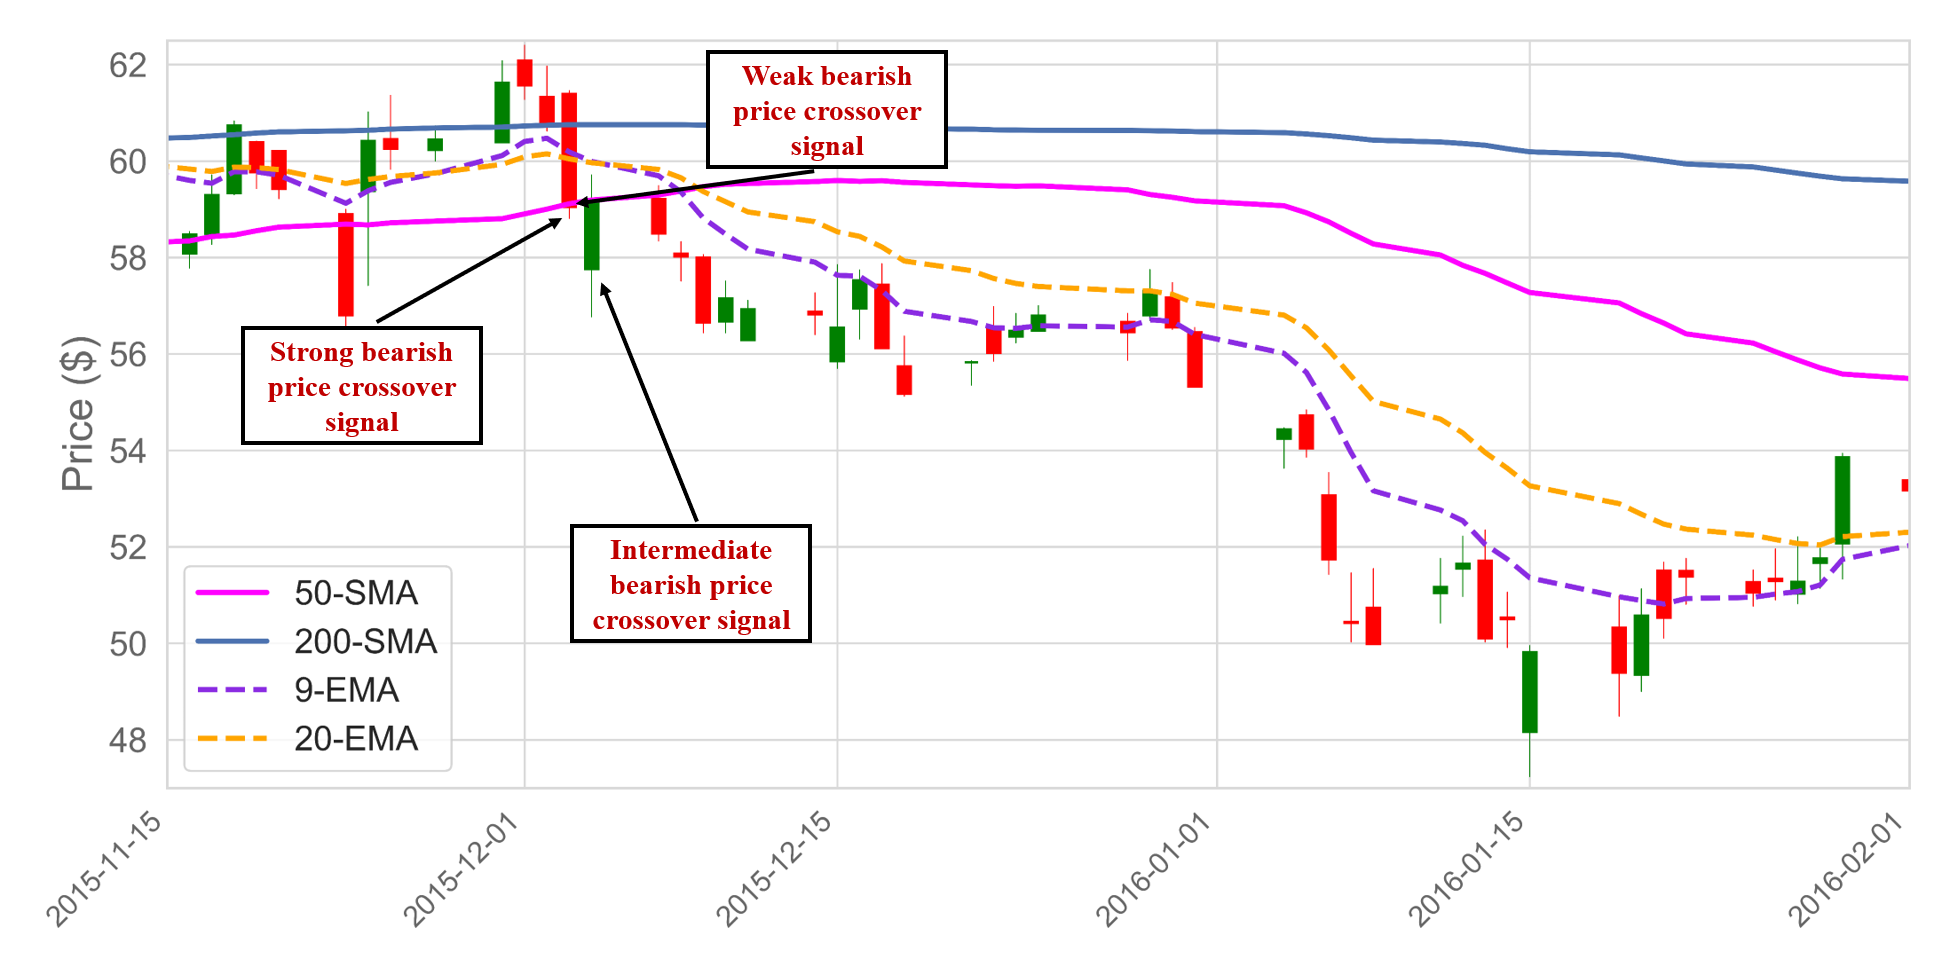 62
60
58
56
54
52
50
48
Price ($)
Weak bearish
price crossover
signal
Strong bearish
price crossover
signal
Intermediate
bearish price
crossover signal
50-SMA
200-SMA
9-EMA
20-EMA
2015-11-15
2015-12-01
2015-12-15
2016-01-01
2016-01-15
2016-02-01